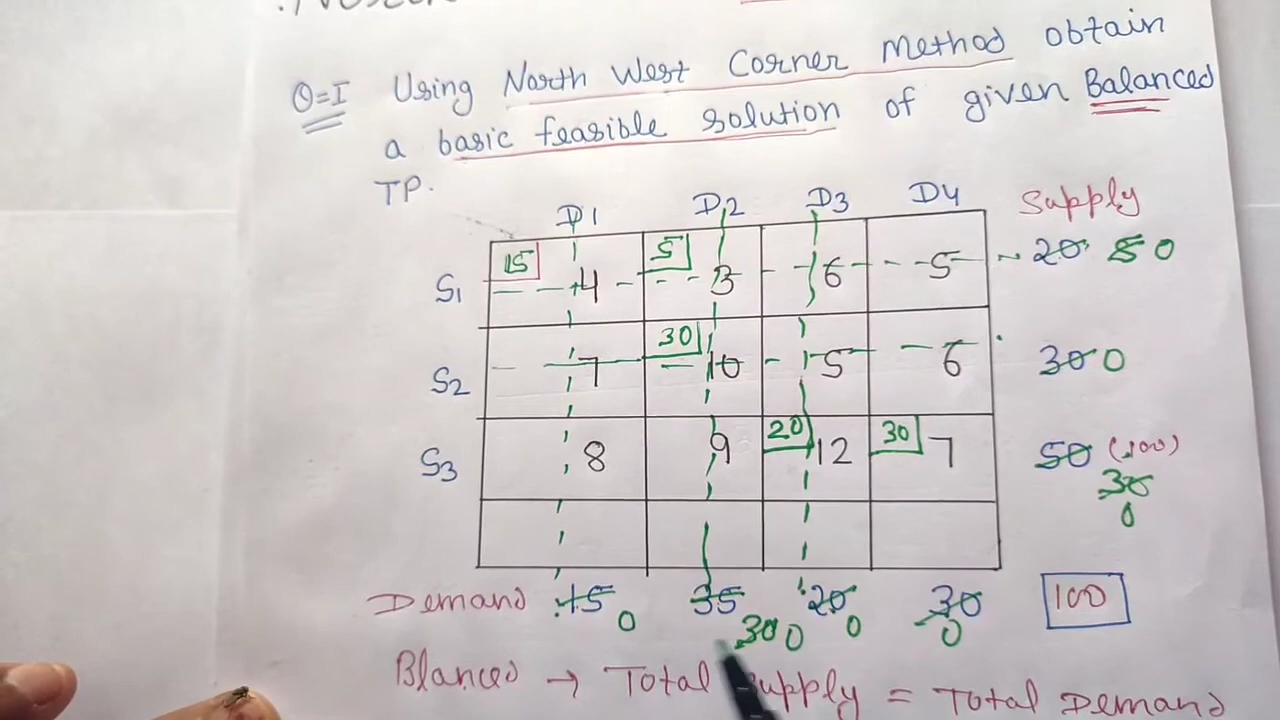 Q=I Using North West Corner Method obtain
a basic feasible solution of given Balanced
TP.
D1 D2 D3 D4 Supply
S1 15 4 5 3 6 5 20 5 0
S2 7 30 10 5 6 30 0
S3 8 9 20 12 30 7 50 (100)
30
0
Demand 15 35 20 30 100
0 30 0 0 0
Blanced → Total Supply = Total Demand